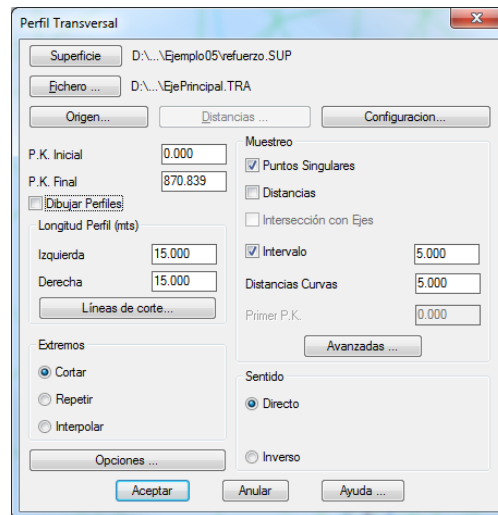 Perfil Transversal
Superficie D:\...\Ejemplo05\refuerzo.SUP
Fichero ... D:\...\EjePrincipal.TRA
Origen... Distancias ... Configuracion...
P.K. Inicial 0.000
P.K. Final 870.839
Dibujar Perfiles
Longitud Perfil (mts)
Izquierda 15.000
Derecha 15.000
Líneas de corte...
Extremos
Cortar
Repetir
Interpolar
Opciones ...
Muestreo
Puntos Singulares
Distancias
Intersección con Ejes
Intervalo 5.000
Distancias Curvas 5.000
Primer P.K. 0.000
Avanzadas ...
Sentido
Directo
Inverso
Aceptar Anular Ayuda ...